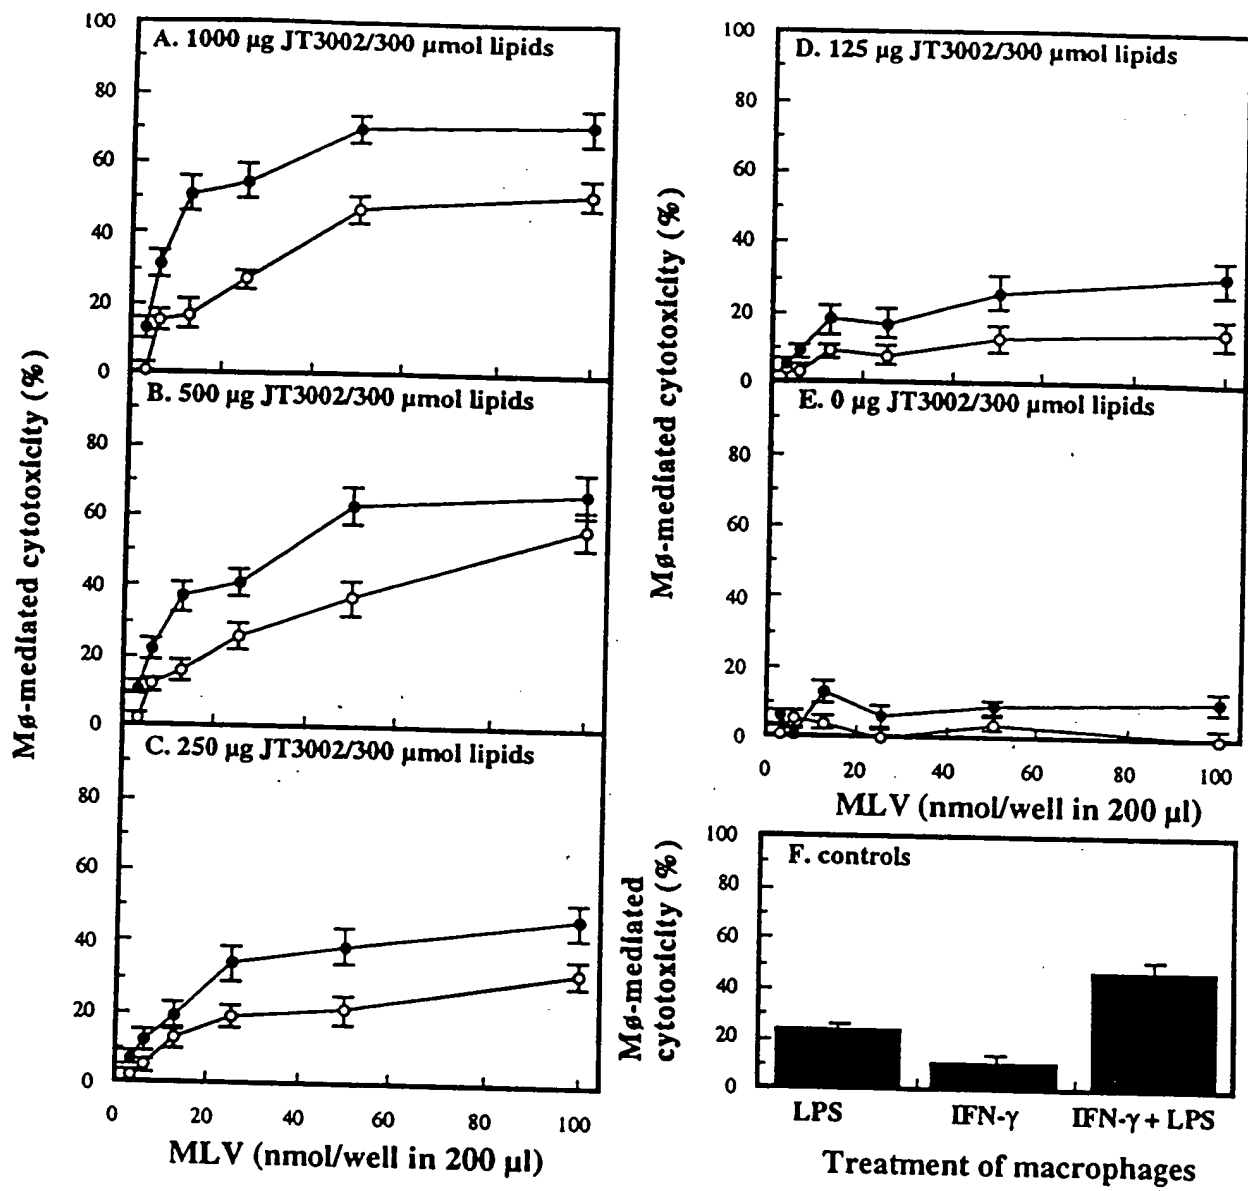 Mø-mediated cytotoxicity (%)
100
80
60
40
20
0
A. 1000 µg JT3002/300 µmol lipids
80
60
40
20
0
B. 500 µg JT3002/300 µmol lipids
80
60
40
20
0
C. 250 µg JT3002/300 µmol lipids
0 20 40 60 80 100
MLV (nmol/well in 200 µl)
Mø-mediated cytotoxicity (%)
100
80
60
40
20
0
D. 125 µg JT3002/300 µmol lipids
80
60
40
20
0
E. 0 µg JT3002/300 µmol lipids
0 20 40 60 80 100
MLV (nmol/well in 200 µl)
Mø-mediated
cytotoxicity (%)
100
80
60
40
20
0
F. controls
LPS IFN-γ IFN-γ + LPS
Treatment of macrophages